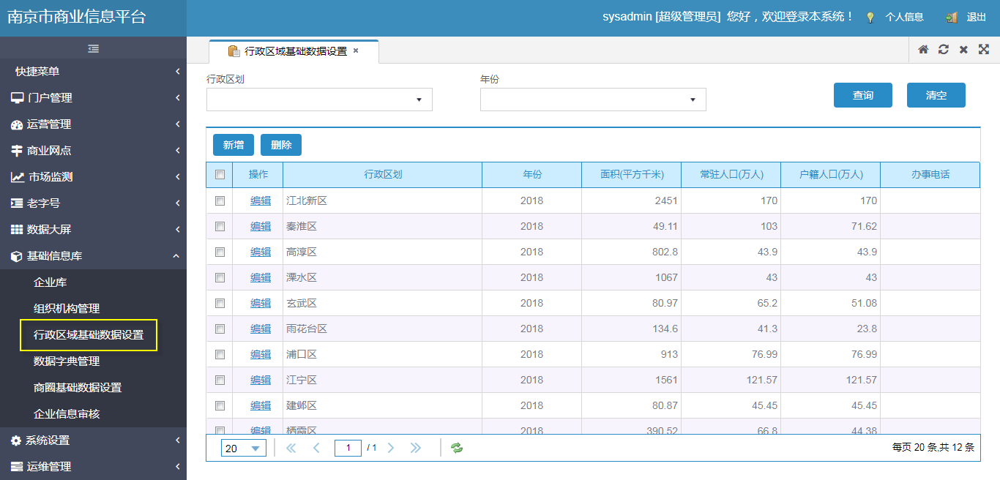 南京市商业信息平台
sysadmin [超级管理员] 您好，欢迎登录本系统！ 个人信息 退出
快捷菜单
门户管理
运营管理
商业网点
市场监测
老字号
数据大屏
基础信息库
企业库
组织机构管理
行政区域基础数据设置
数据字典管理
商圈基础数据设置
企业信息审核
系统设置
运维管理
行政区域基础数据设置
行政区划 年份
查询 清空
新增 删除
操作 行政区划 年份 面积(平方千米) 常驻人口(万人) 户籍人口(万人) 办事电话
编辑 江北新区 2018 2451 170 170
编辑 秦淮区 2018 49.11 103 71.62
编辑 高淳区 2018 802.8 43.9 43.9
编辑 溧水区 2018 1067 43 43
编辑 玄武区 2018 80.97 65.2 51.08
编辑 雨花台区 2018 134.6 41.3 23.8
编辑 浦口区 2018 913 76.99 76.99
编辑 江宁区 2018 1561 121.57 121.57
编辑 建邺区 2018 80.87 45.45 45.45
编辑 栖霞区 2018 390.52 66.8 44.38
20 1 / 1 每页 20 条,共 12 条